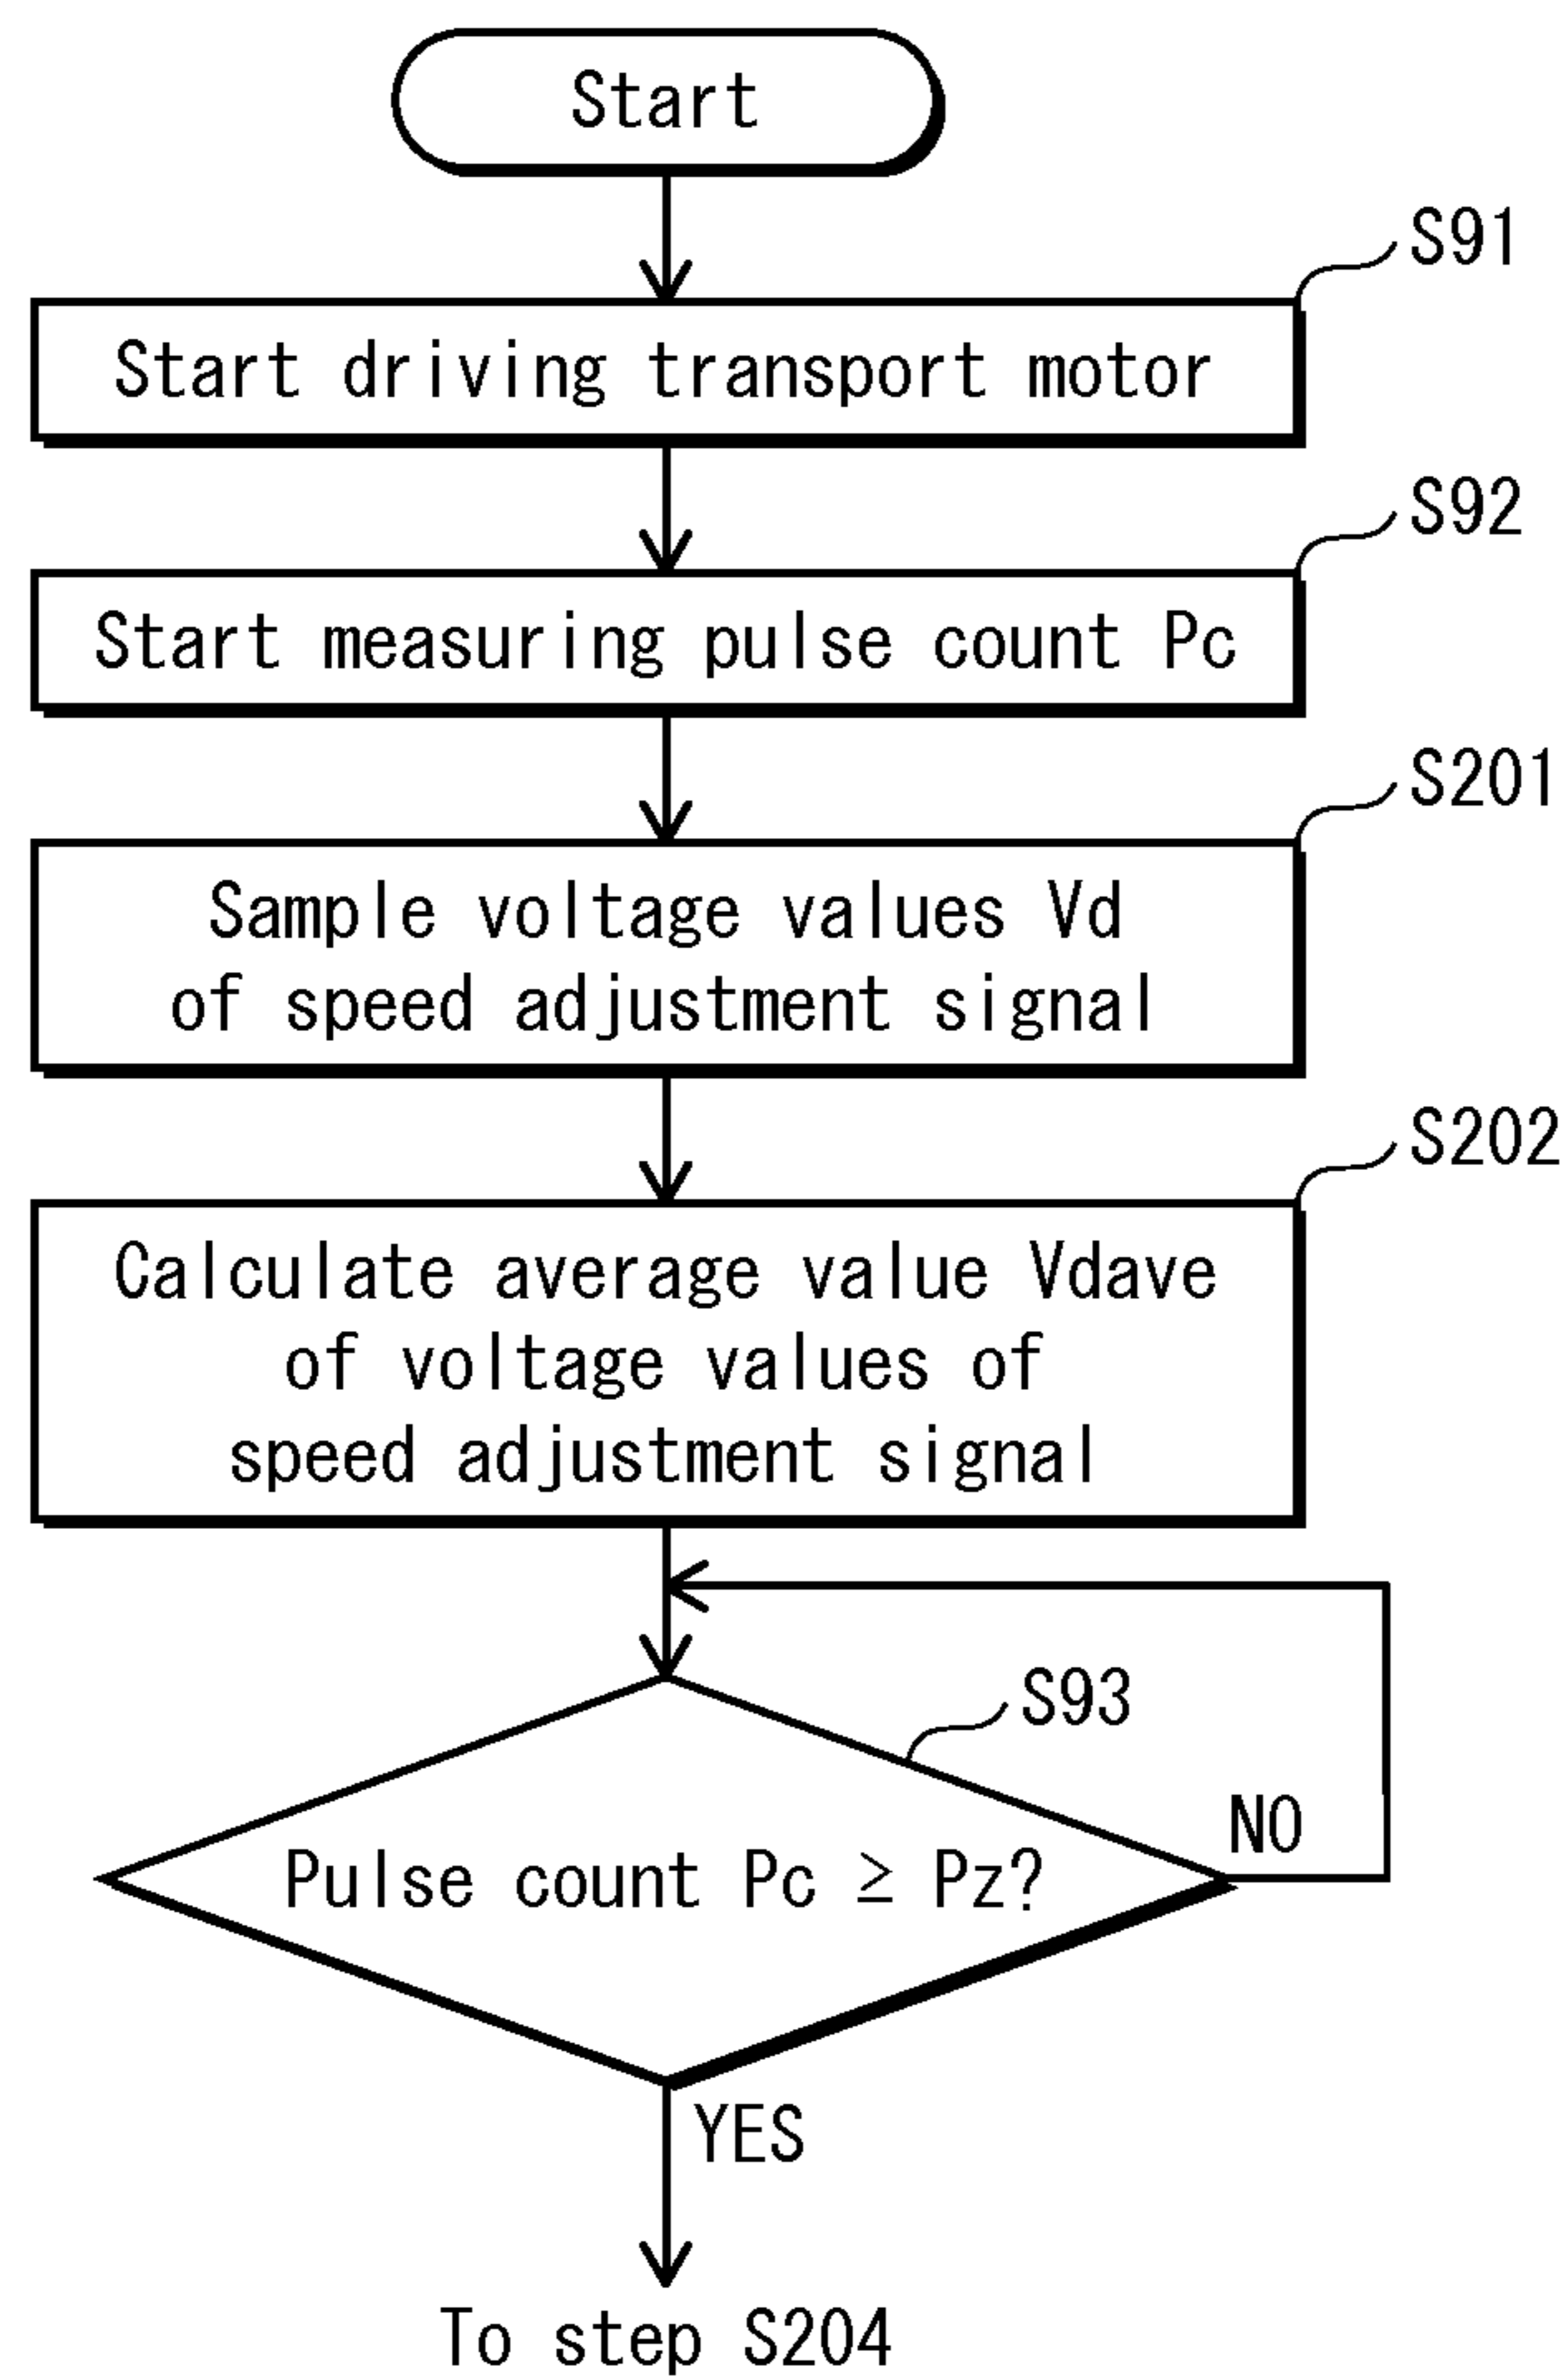 Start
S91
Start driving transport motor
S92
Start measuring pulse count Pc
S201
Sample voltage values Vd
of speed adjustment signal
S202
Calculate average value Vdave
of voltage values of
speed adjustment signal
S93
NO
Pulse count Pc ≥ Pz?
YES
To step S204